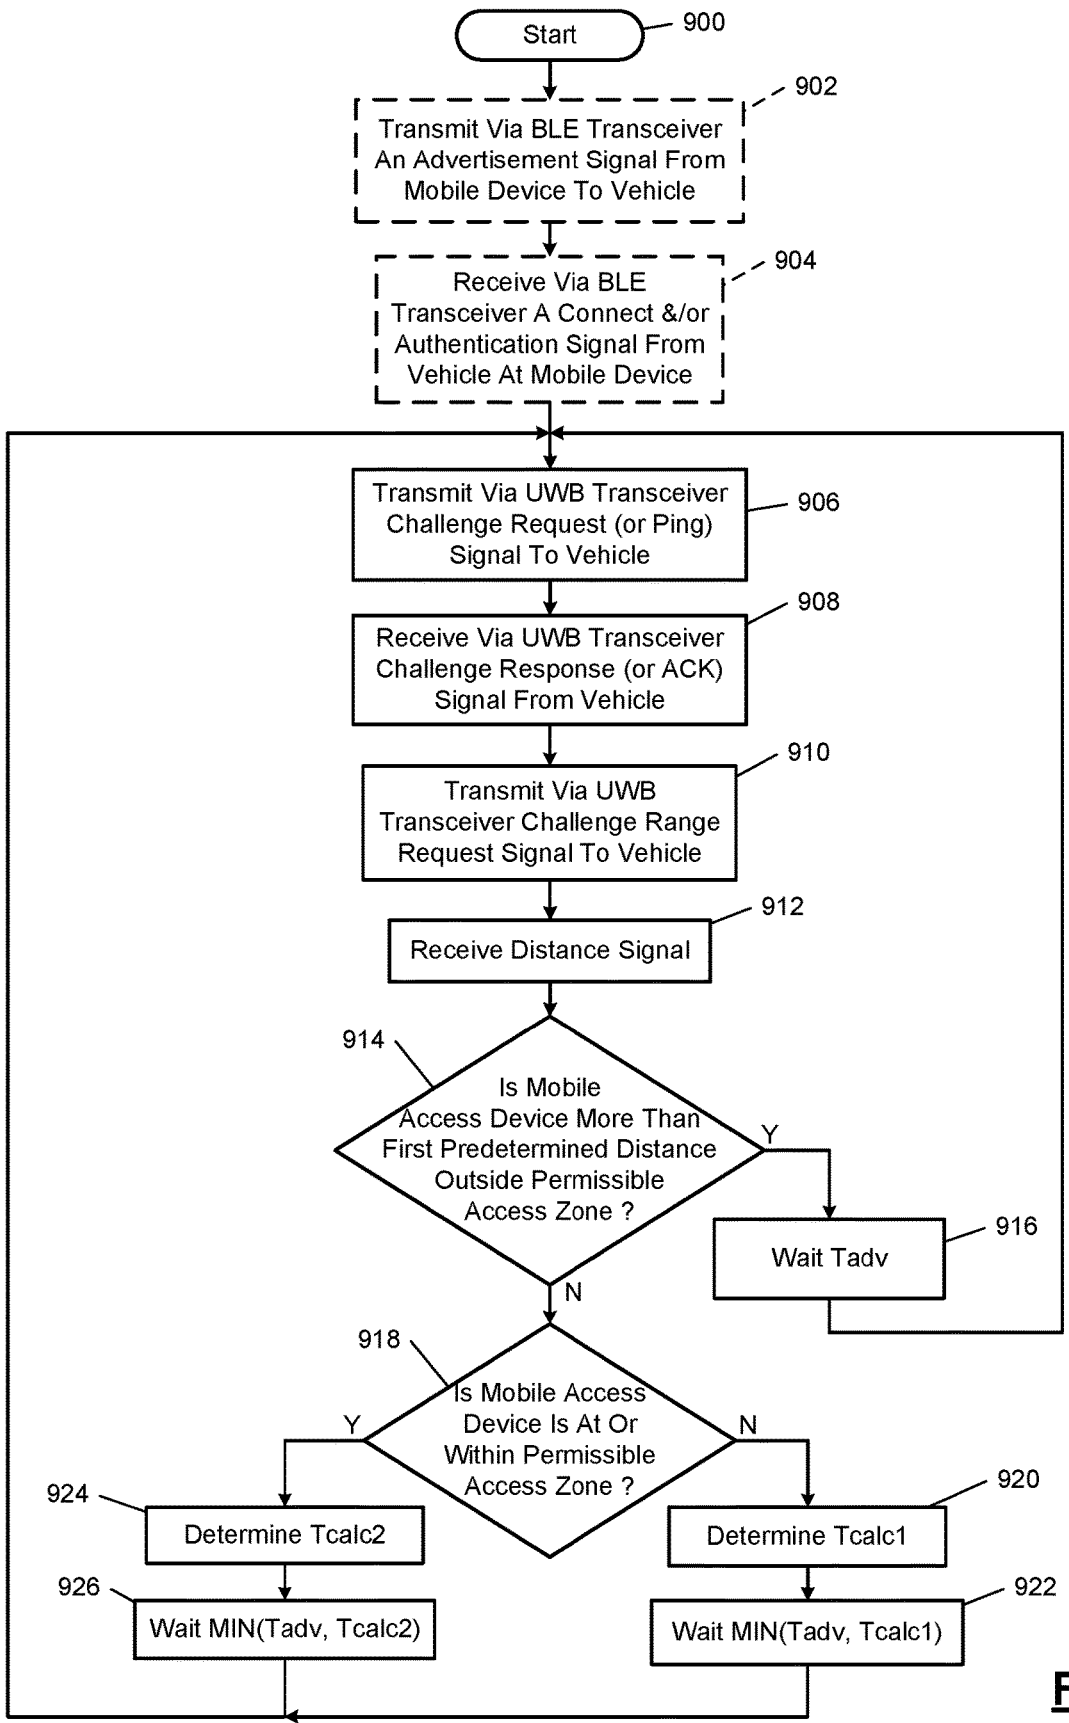 Start
900
902
Transmit Via BLE Transceiver
An Advertisement Signal From
Mobile Device To Vehicle
904
Receive Via BLE
Transceiver A Connect &/or
Authentication Signal From
Vehicle At Mobile Device
Transmit Via UWB Transceiver
Challenge Request (or Ping)
Signal To Vehicle
906
908
Receive Via UWB Transceiver
Challenge Response (or ACK)
Signal From Vehicle
910
Transmit Via UWB
Transceiver Challenge Range
Request Signal To Vehicle
912
Receive Distance Signal
914
Is Mobile
Access Device More Than
First Predetermined Distance
Outside Permissible
Access Zone ?
Y
N
916
Wait Tadv
918
Is Mobile Access
Device Is At Or
Within Permissible
Access Zone ?
Y
N
924
Determine Tcalc2
920
Determine Tcalc1
926
Wait MIN(Tadv, Tcalc2)
922
Wait MIN(Tadv, Tcalc1)
F